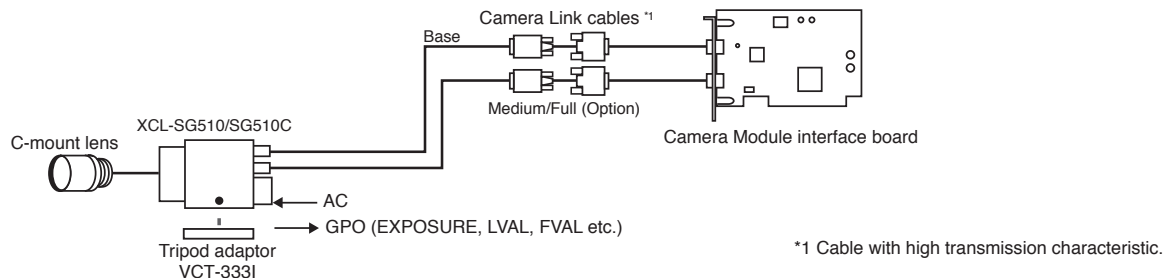 Camera Link cables *1
Base
Medium/Full (Option)
Camera Module interface board
XCL-SG510/SG510C
C-mount lens
AC
GPO (EXPOSURE, LVAL, FVAL etc.)
Tripod adaptor
VCT-333I
*1 Cable with high transmission characteristic.